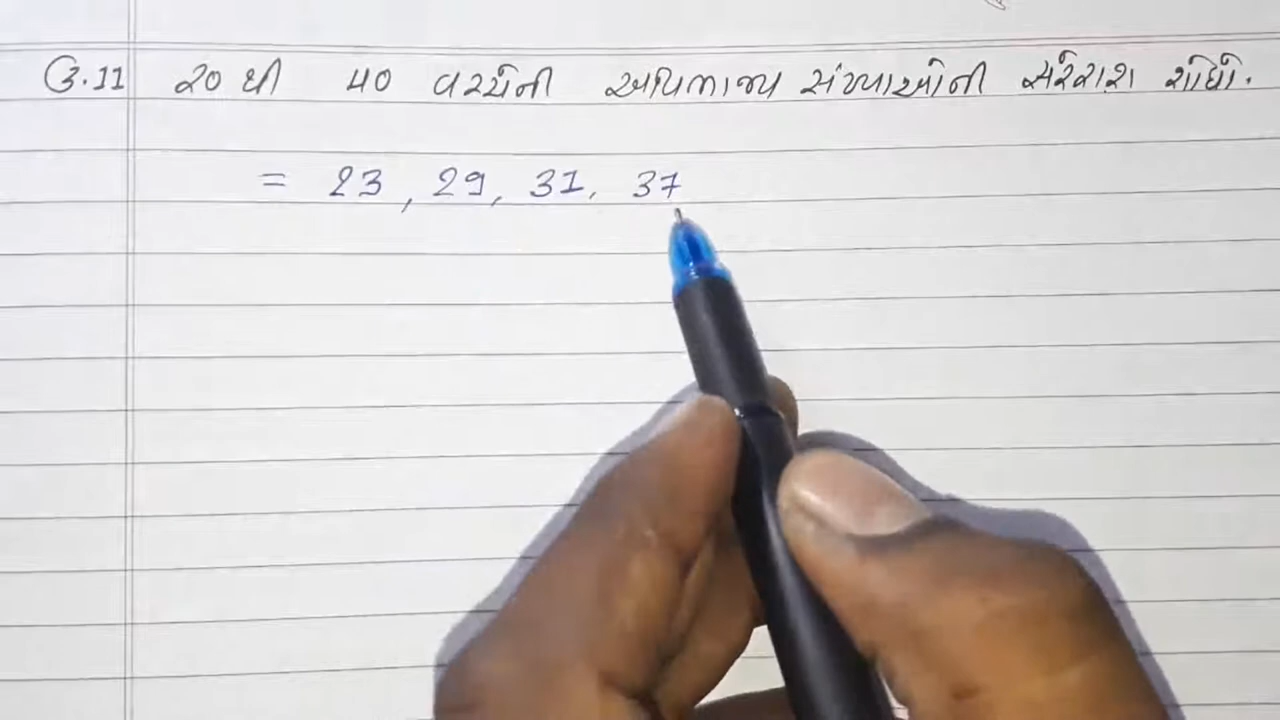 ઉ.11 ૨૦ થી ૪૦ વચ્ચેની અવિભાજ્ય સંખ્યાઓની સરેરાશ શોધો.
= 23, 29, 31, 37